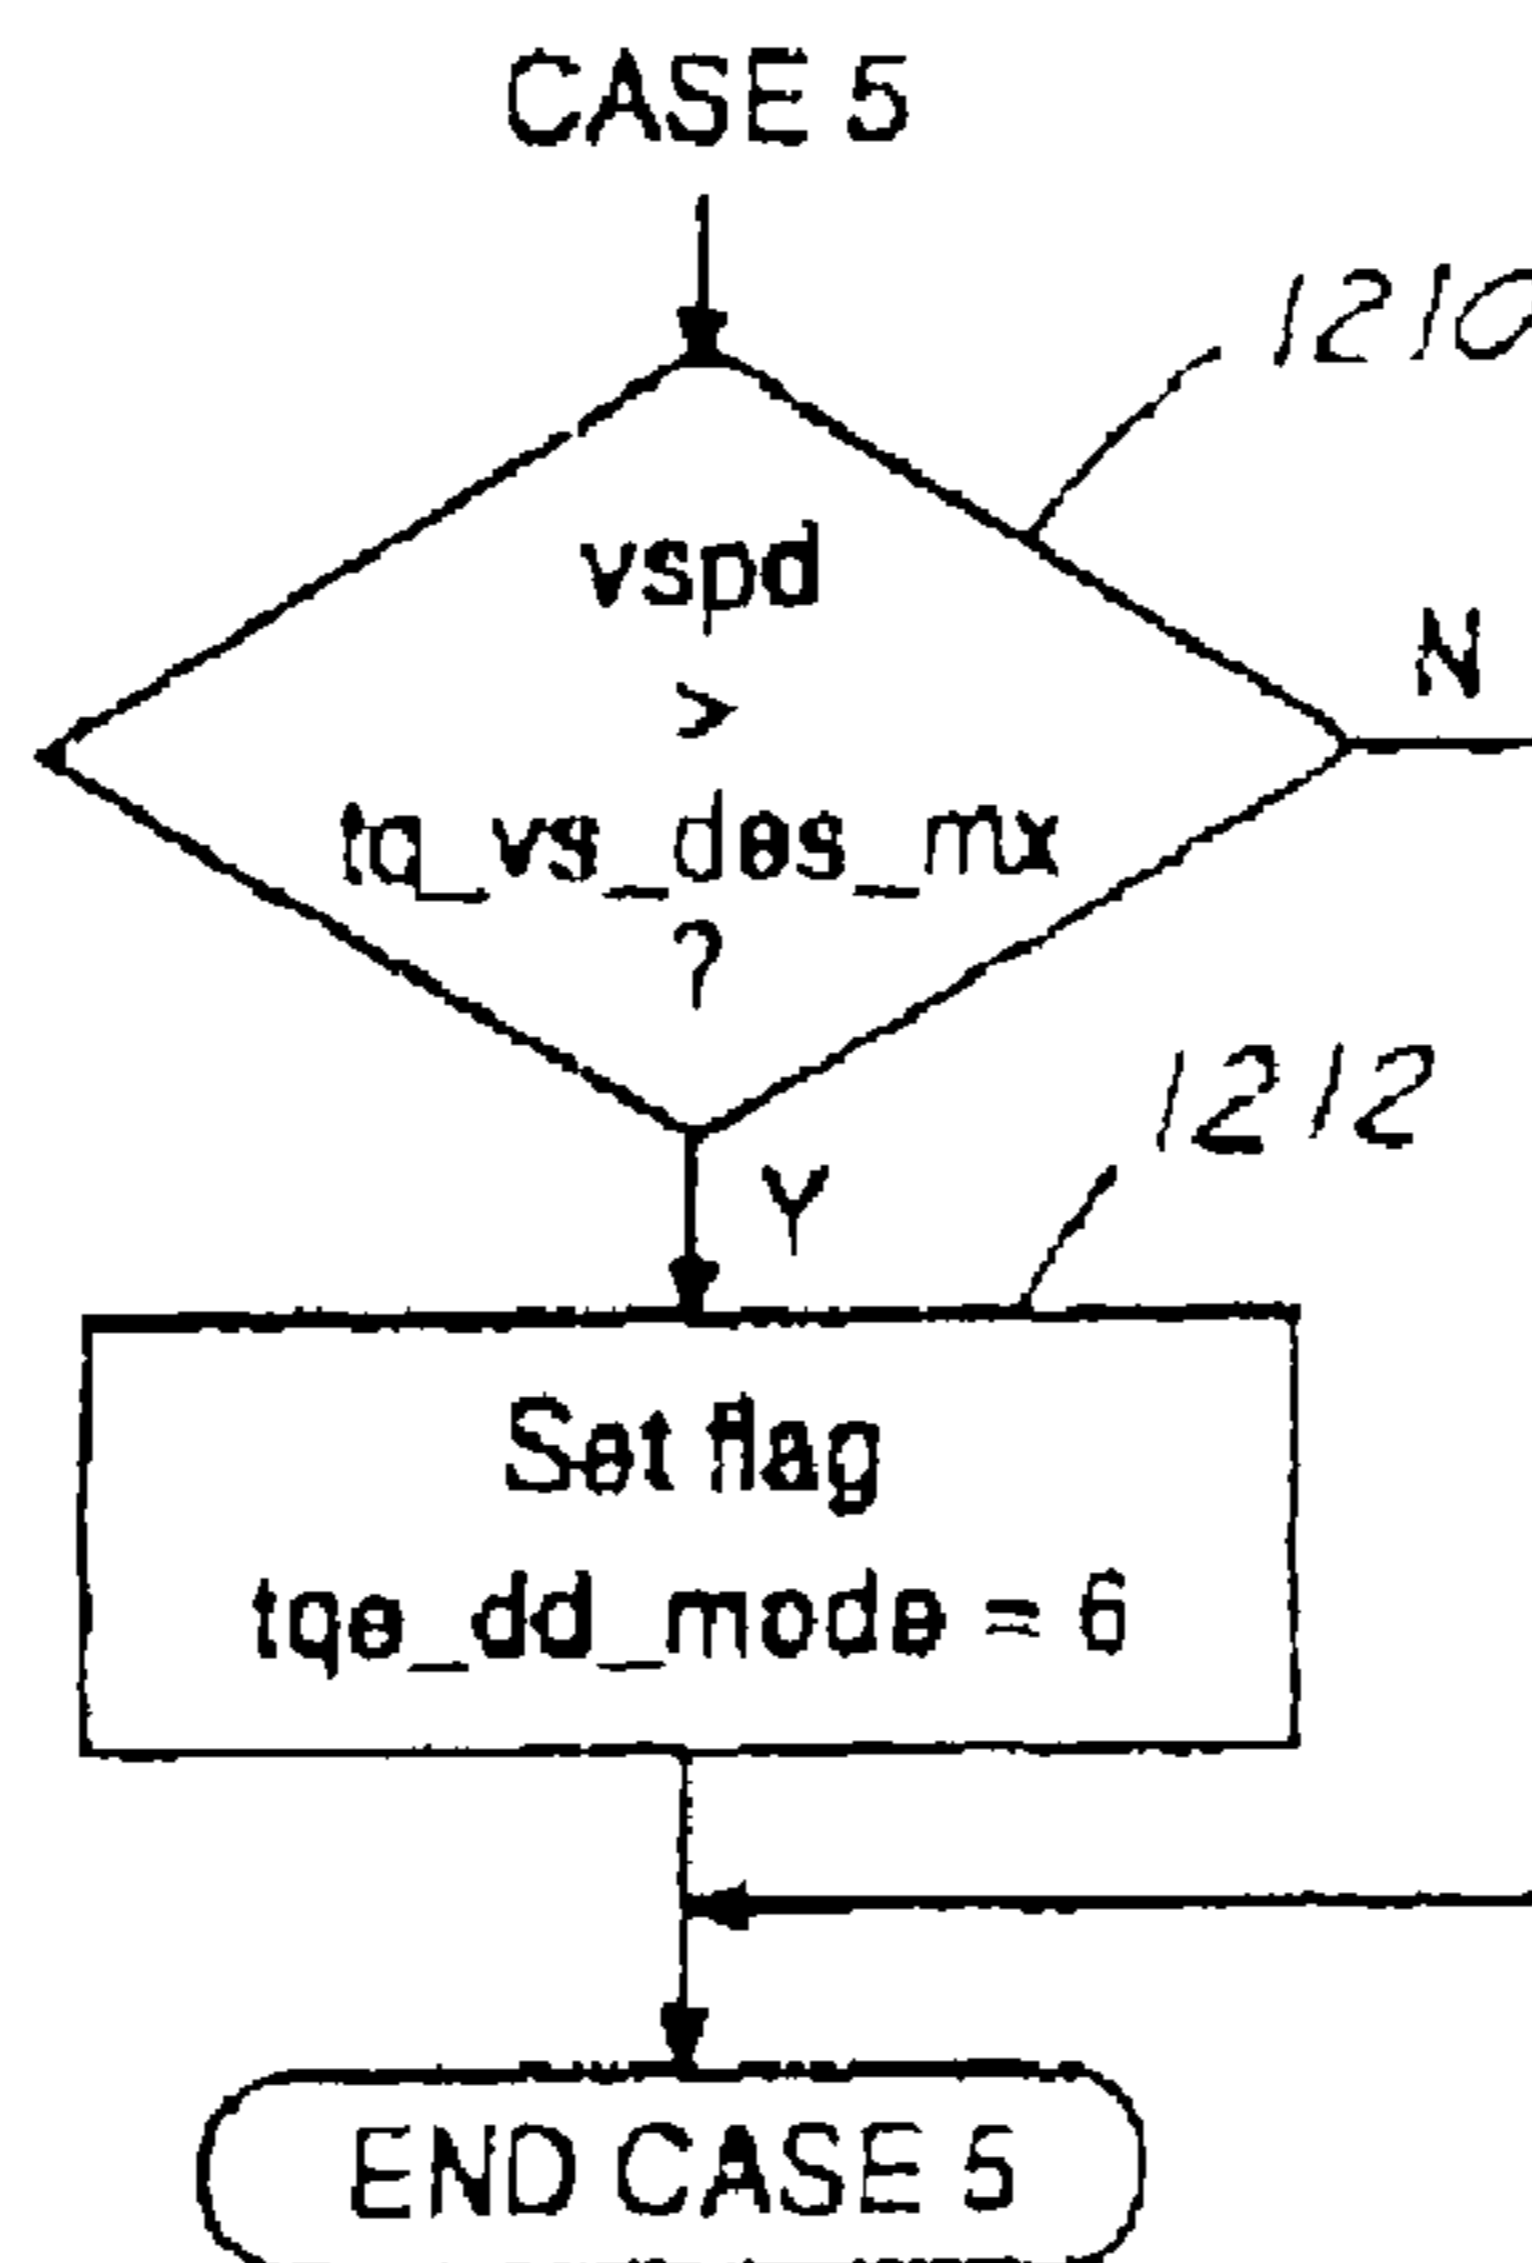 CASE 5
1210
vspd
>
N
tq_vs_des_mx
?
1212
Y
Set flag
tqe_dd_mode = 6
END CASE 5